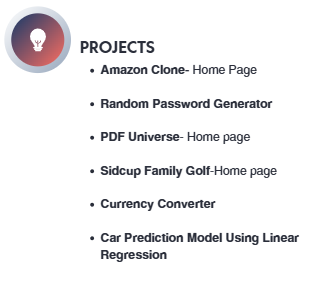 PROJECTS
• Amazon Clone- Home Page
• Random Password Generator
• PDF Universe- Home page
• Sidcup Family Golf-Home page
• Currency Converter
• Car Prediction Model Using Linear
Regression